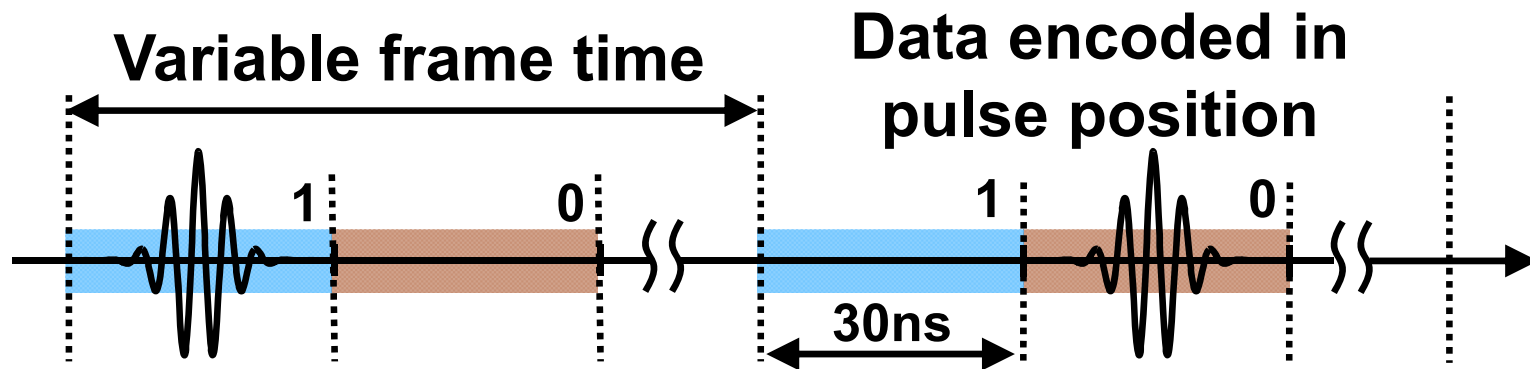 Variable frame time
Data encoded in
pulse position
1
0
1
0
30ns